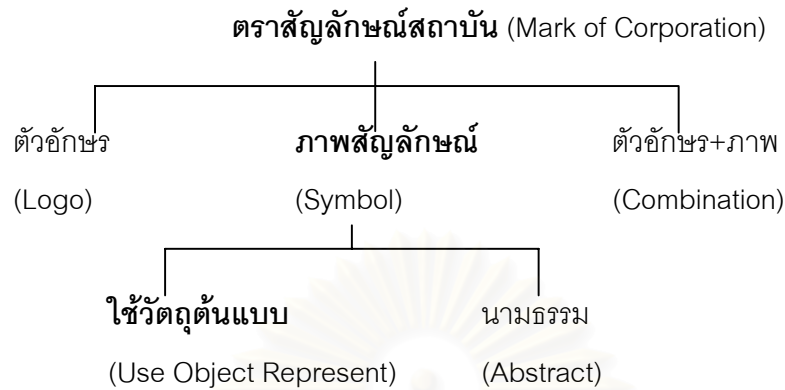 ตราสัญลักษณ์สถาบัน (Mark of Corporation)
ตัวอักษร ภาพสัญลักษณ์ ตัวอักษร+ภาพ
(Logo) (Symbol) (Combination)
ใช้วัตถุต้นแบบ นามธรรม
(Use Object Represent) (Abstract)